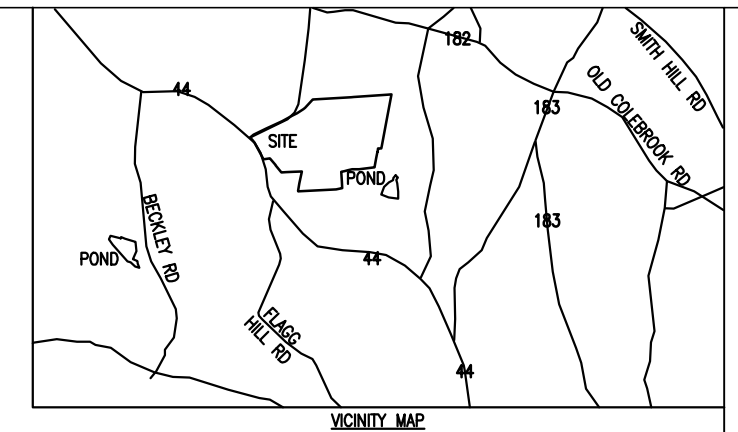 182
SMITH HILL RD
44
OLD COLEBROOK RD
183
SITE
POND
BECKLEY RD
183
POND
44
FLAGG
HILL RD
44
VICINITY MAP